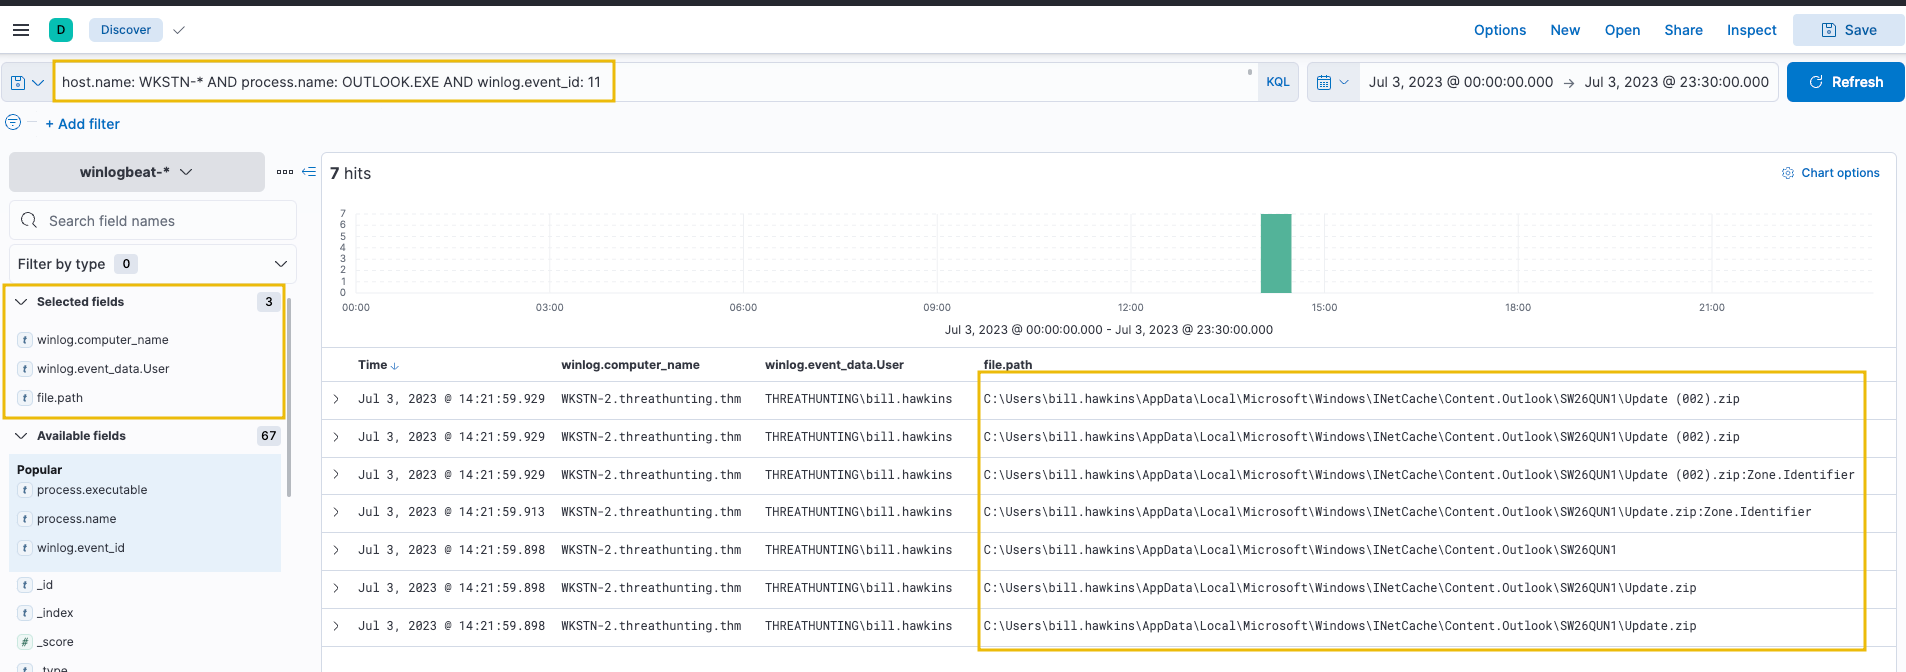 D Discover Options New Open Share Inspect Save
host.name: WKSTN-* AND process.name: OUTLOOK.EXE AND winlog.event_id: 11 KQL Jul 3, 2023 @ 00:00:00.000 → Jul 3, 2023 @ 23:30:00.000 Refresh
+ Add filter
winlogbeat-*
Search field names
Filter by type 0
Selected fields 3
t winlog.computer_name
t winlog.event_data.User
t file.path
Available fields 67
Popular
t process.executable
t process.name
t winlog.event_id
t _id
t _index
# _score
t _type
7 hits Chart options
7
6
5
4
3
2
1
0
00:00 03:00 06:00 09:00 12:00 15:00 18:00 21:00
Jul 3, 2023 @ 00:00:00.000 - Jul 3, 2023 @ 23:30:00.000
Time ↓ winlog.computer_name winlog.event_data.User file.path
Jul 3, 2023 @ 14:21:59.929 WKSTN-2.threathunting.thm THREATHUNTING\bill.hawkins C:\Users\bill.hawkins\AppData\Local\Microsoft\Windows\INetCache\Content.Outlook\SW26QUN1\Update (002).zip
Jul 3, 2023 @ 14:21:59.929 WKSTN-2.threathunting.thm THREATHUNTING\bill.hawkins C:\Users\bill.hawkins\AppData\Local\Microsoft\Windows\INetCache\Content.Outlook\SW26QUN1\Update (002).zip
Jul 3, 2023 @ 14:21:59.929 WKSTN-2.threathunting.thm THREATHUNTING\bill.hawkins C:\Users\bill.hawkins\AppData\Local\Microsoft\Windows\INetCache\Content.Outlook\SW26QUN1\Update (002).zip:Zone.Identifier
Jul 3, 2023 @ 14:21:59.913 WKSTN-2.threathunting.thm THREATHUNTING\bill.hawkins C:\Users\bill.hawkins\AppData\Local\Microsoft\Windows\INetCache\Content.Outlook\SW26QUN1\Update.zip:Zone.Identifier
Jul 3, 2023 @ 14:21:59.898 WKSTN-2.threathunting.thm THREATHUNTING\bill.hawkins C:\Users\bill.hawkins\AppData\Local\Microsoft\Windows\INetCache\Content.Outlook\SW26QUN1
Jul 3, 2023 @ 14:21:59.898 WKSTN-2.threathunting.thm THREATHUNTING\bill.hawkins C:\Users\bill.hawkins\AppData\Local\Microsoft\Windows\INetCache\Content.Outlook\SW26QUN1\Update.zip
Jul 3, 2023 @ 14:21:59.898 WKSTN-2.threathunting.thm THREATHUNTING\bill.hawkins C:\Users\bill.hawkins\AppData\Local\Microsoft\Windows\INetCache\Content.Outlook\SW26QUN1\Update.zip